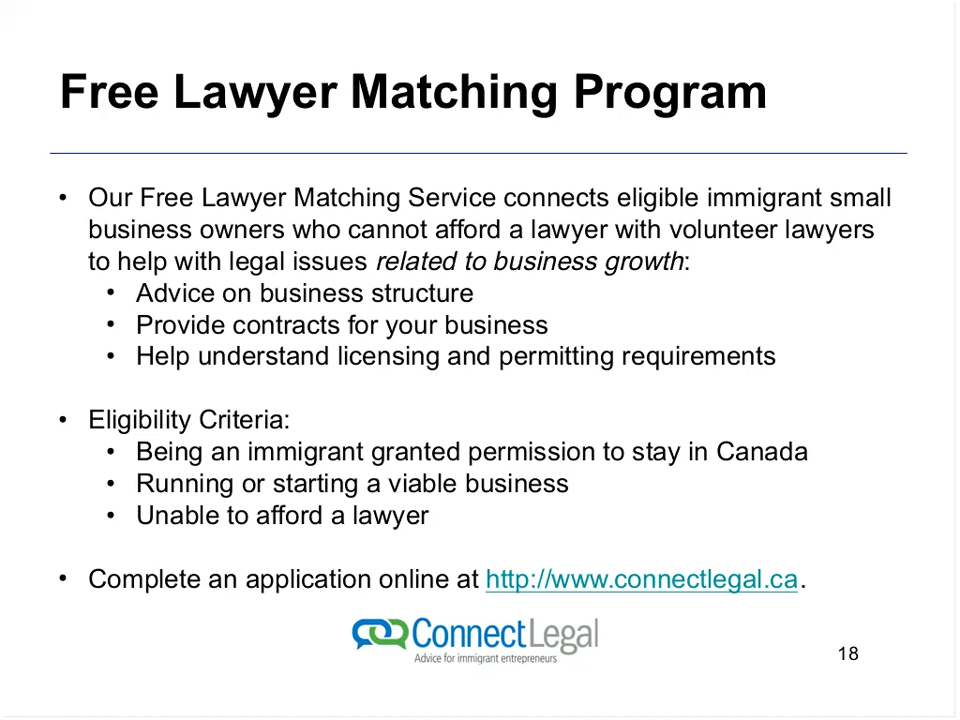 Free Lawyer Matching Program
• Our Free Lawyer Matching Service connects eligible immigrant small
business owners who cannot afford a lawyer with volunteer lawyers
to help with legal issues related to business growth:
• Advice on business structure
• Provide contracts for your business
• Help understand licensing and permitting requirements
• Eligibility Criteria:
• Being an immigrant granted permission to stay in Canada
• Running or starting a viable business
• Unable to afford a lawyer
• Complete an application online at http://www.connectlegal.ca.
ConnectLegal
Advice for immigrant entrepreneurs
18